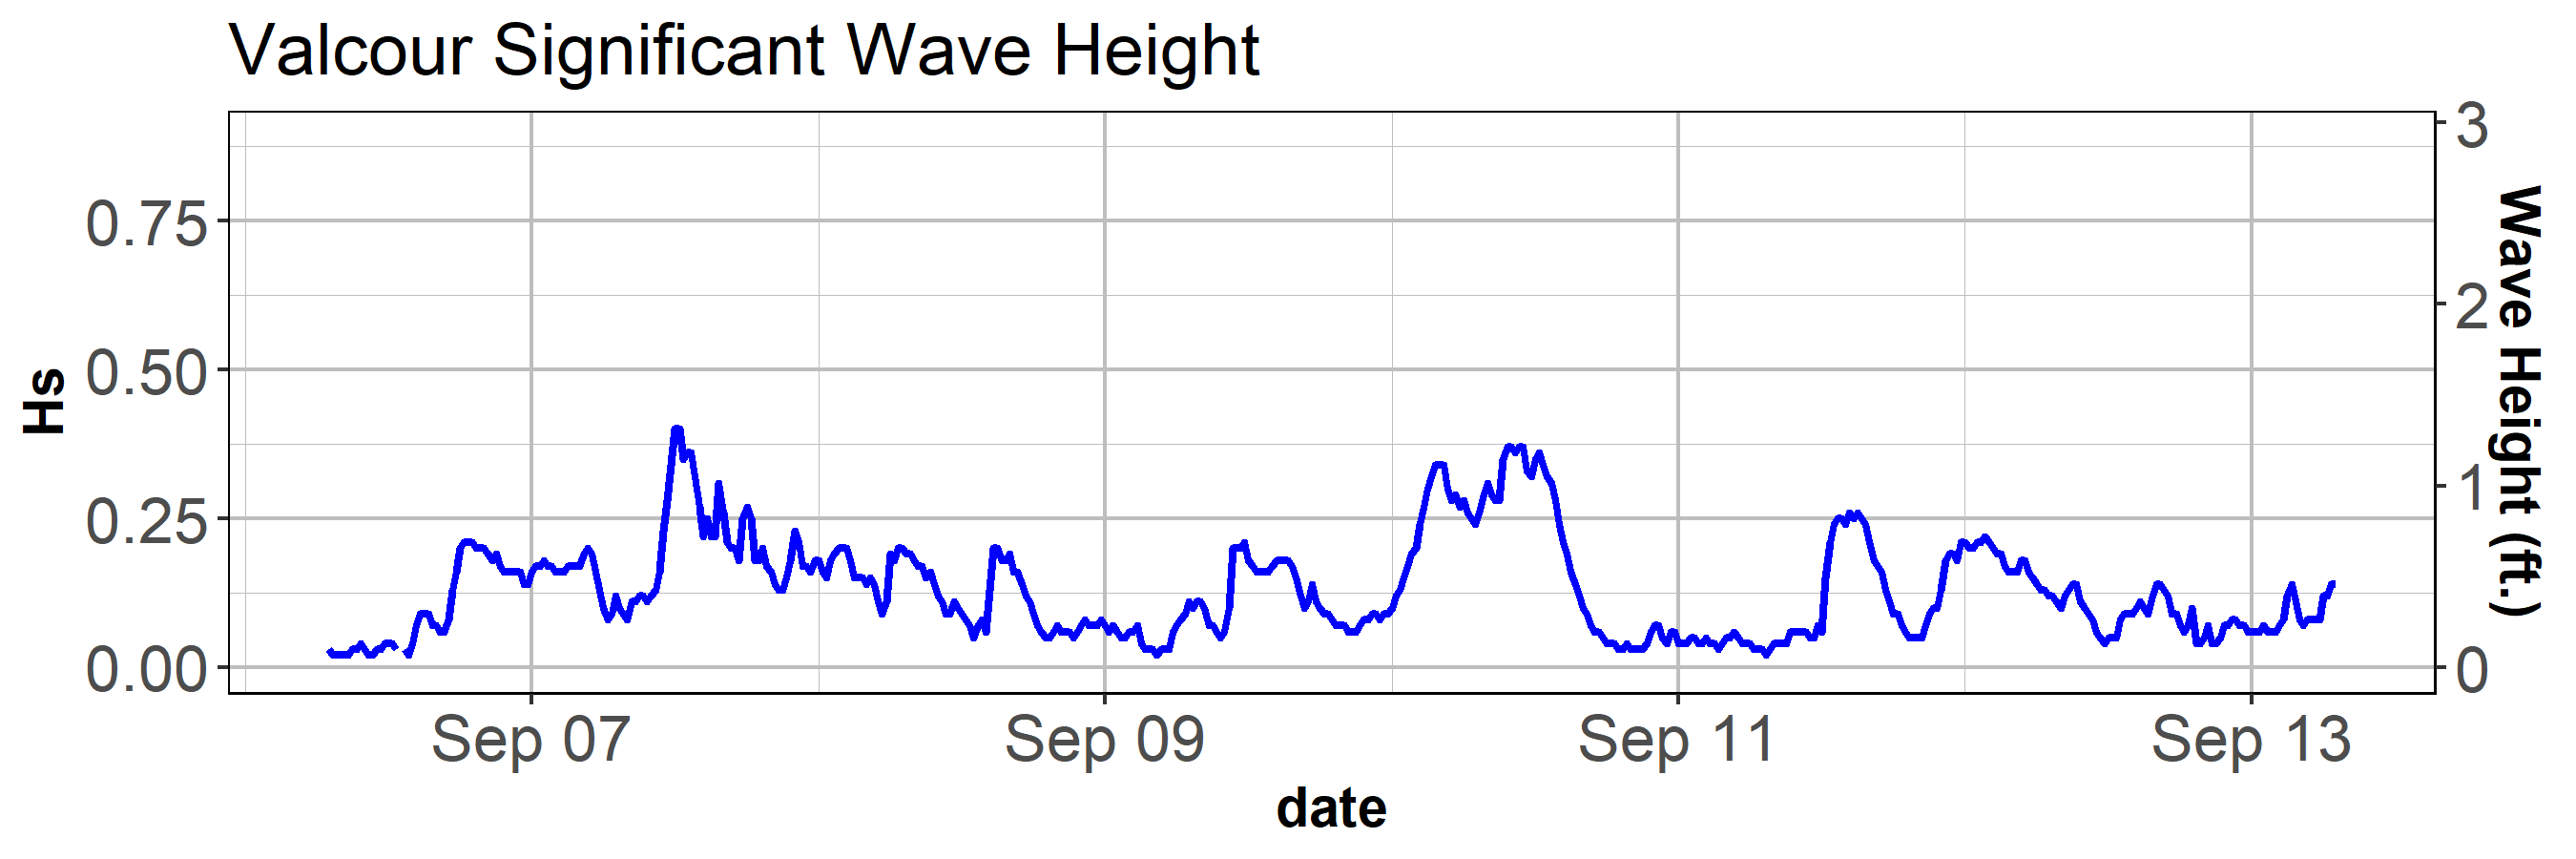 Valcour Significant Wave Height
Hs
0.75
0.50
0.25
0.00
3
2
1
0
Wave Height (ft.)
Sep 07
Sep 09
Sep 11
Sep 13
date